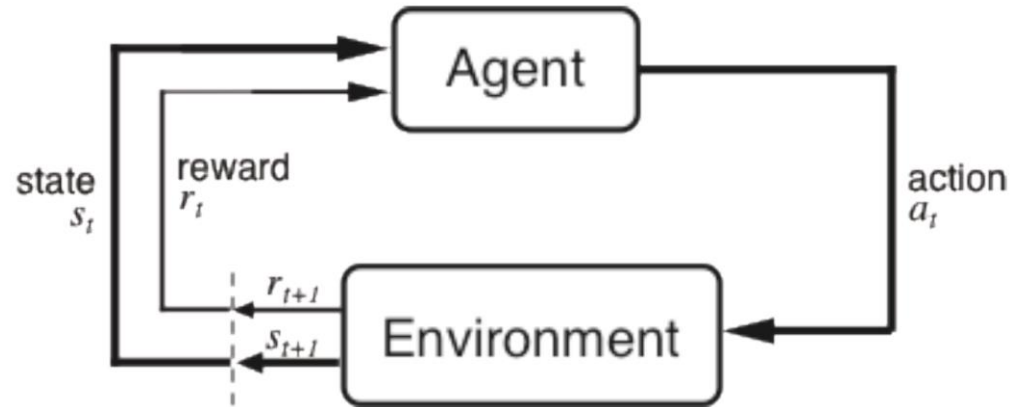 Agent
state
s_t
reward
r_t
action
a_t
r_{t+1}
s_{t+1}
Environment